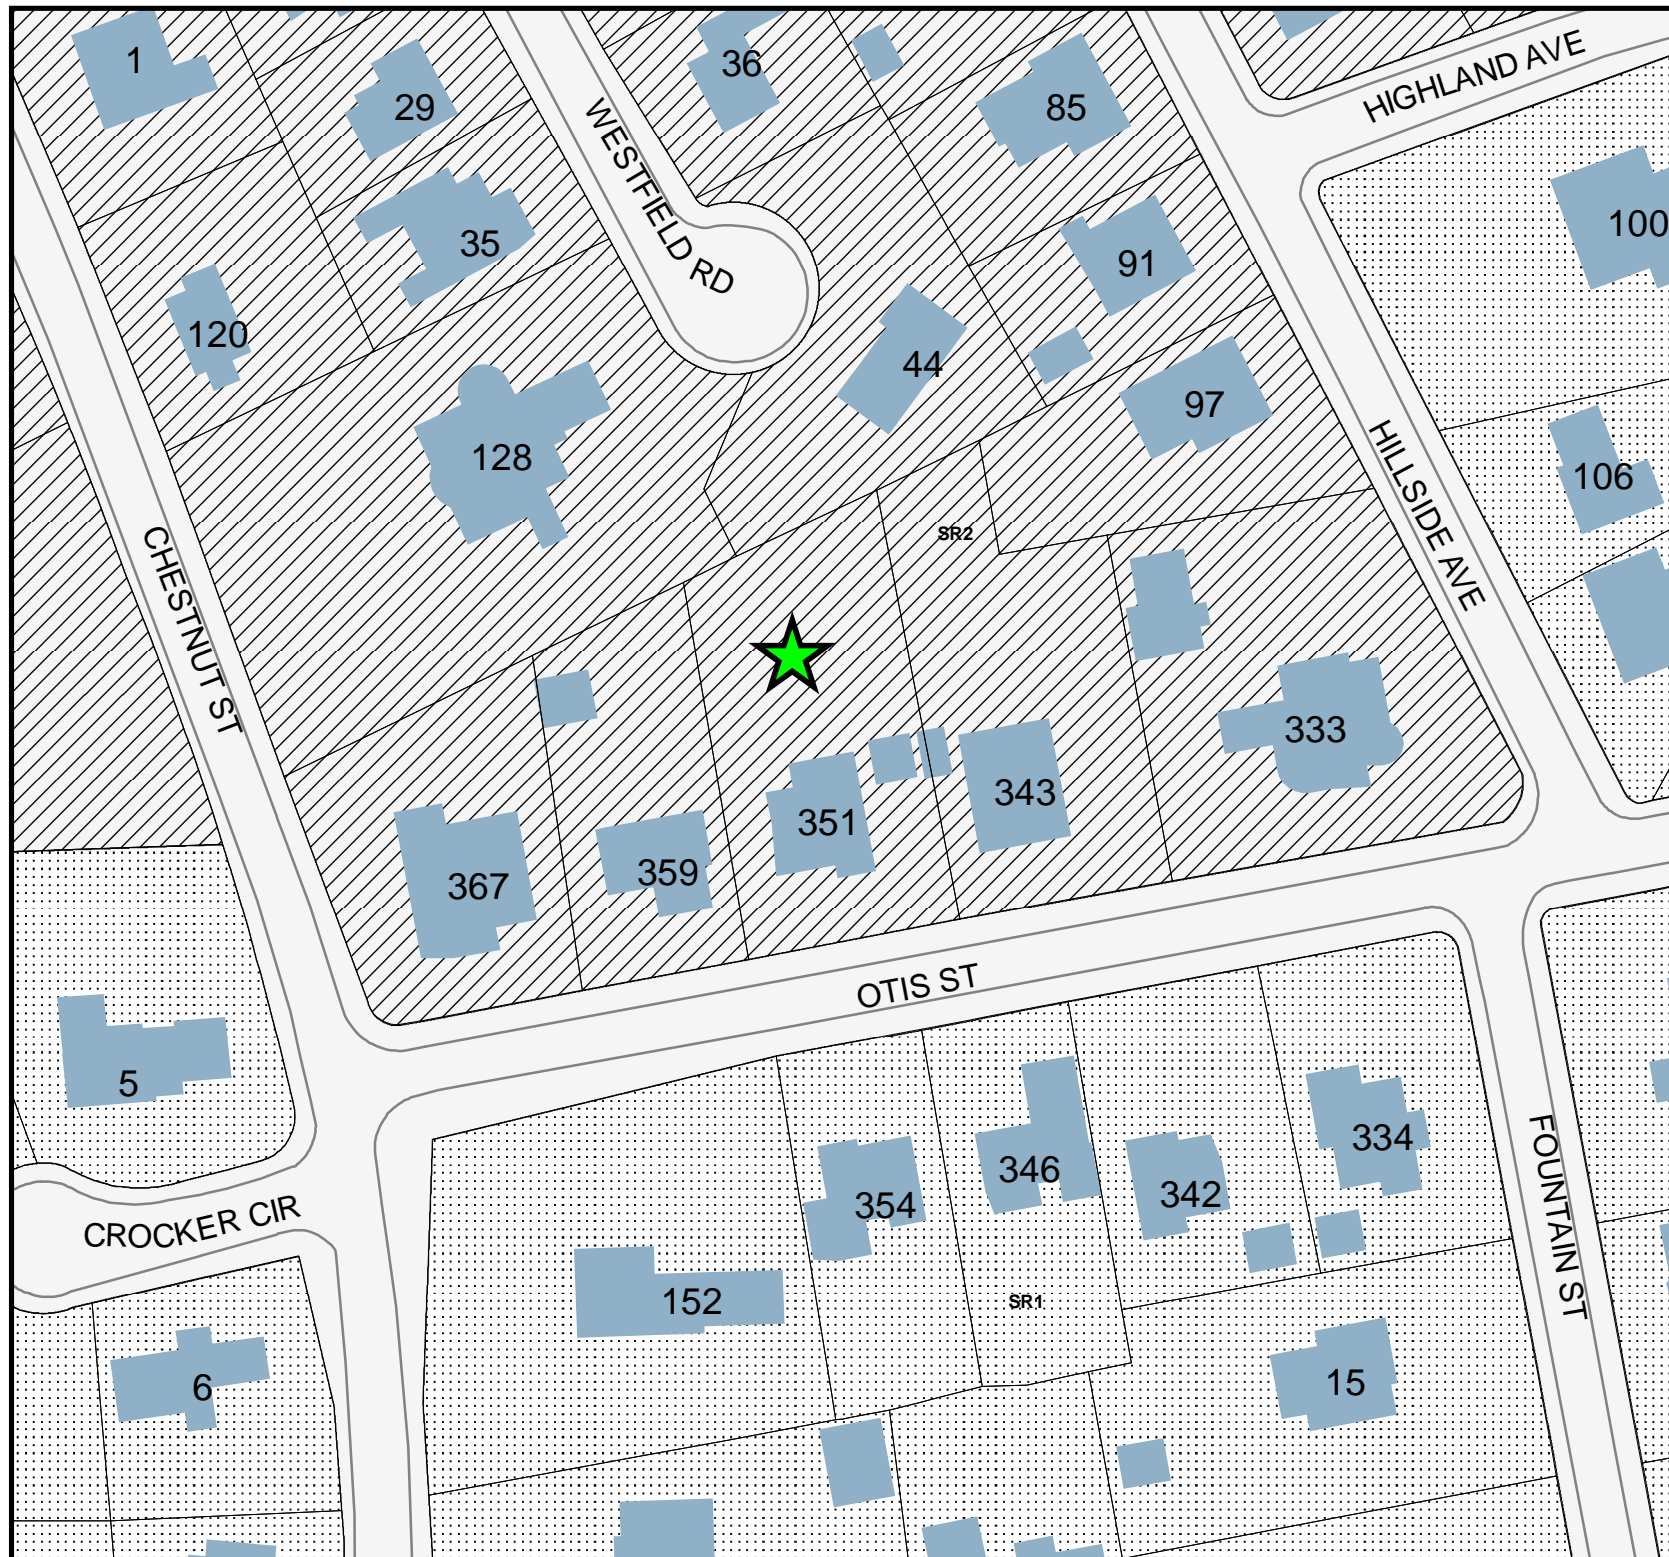 1
29
36
85
HIGHLAND AVE
WESTFIELD RD
35
91
100
120
44
97
128
106
HILLSIDE AVE
SR2
CHESTNUT ST
333
343
351
359
367
OTIS ST
5
334
346
342
354
FOUNTAIN ST
CROCKER CIR
152
SR1
6
15